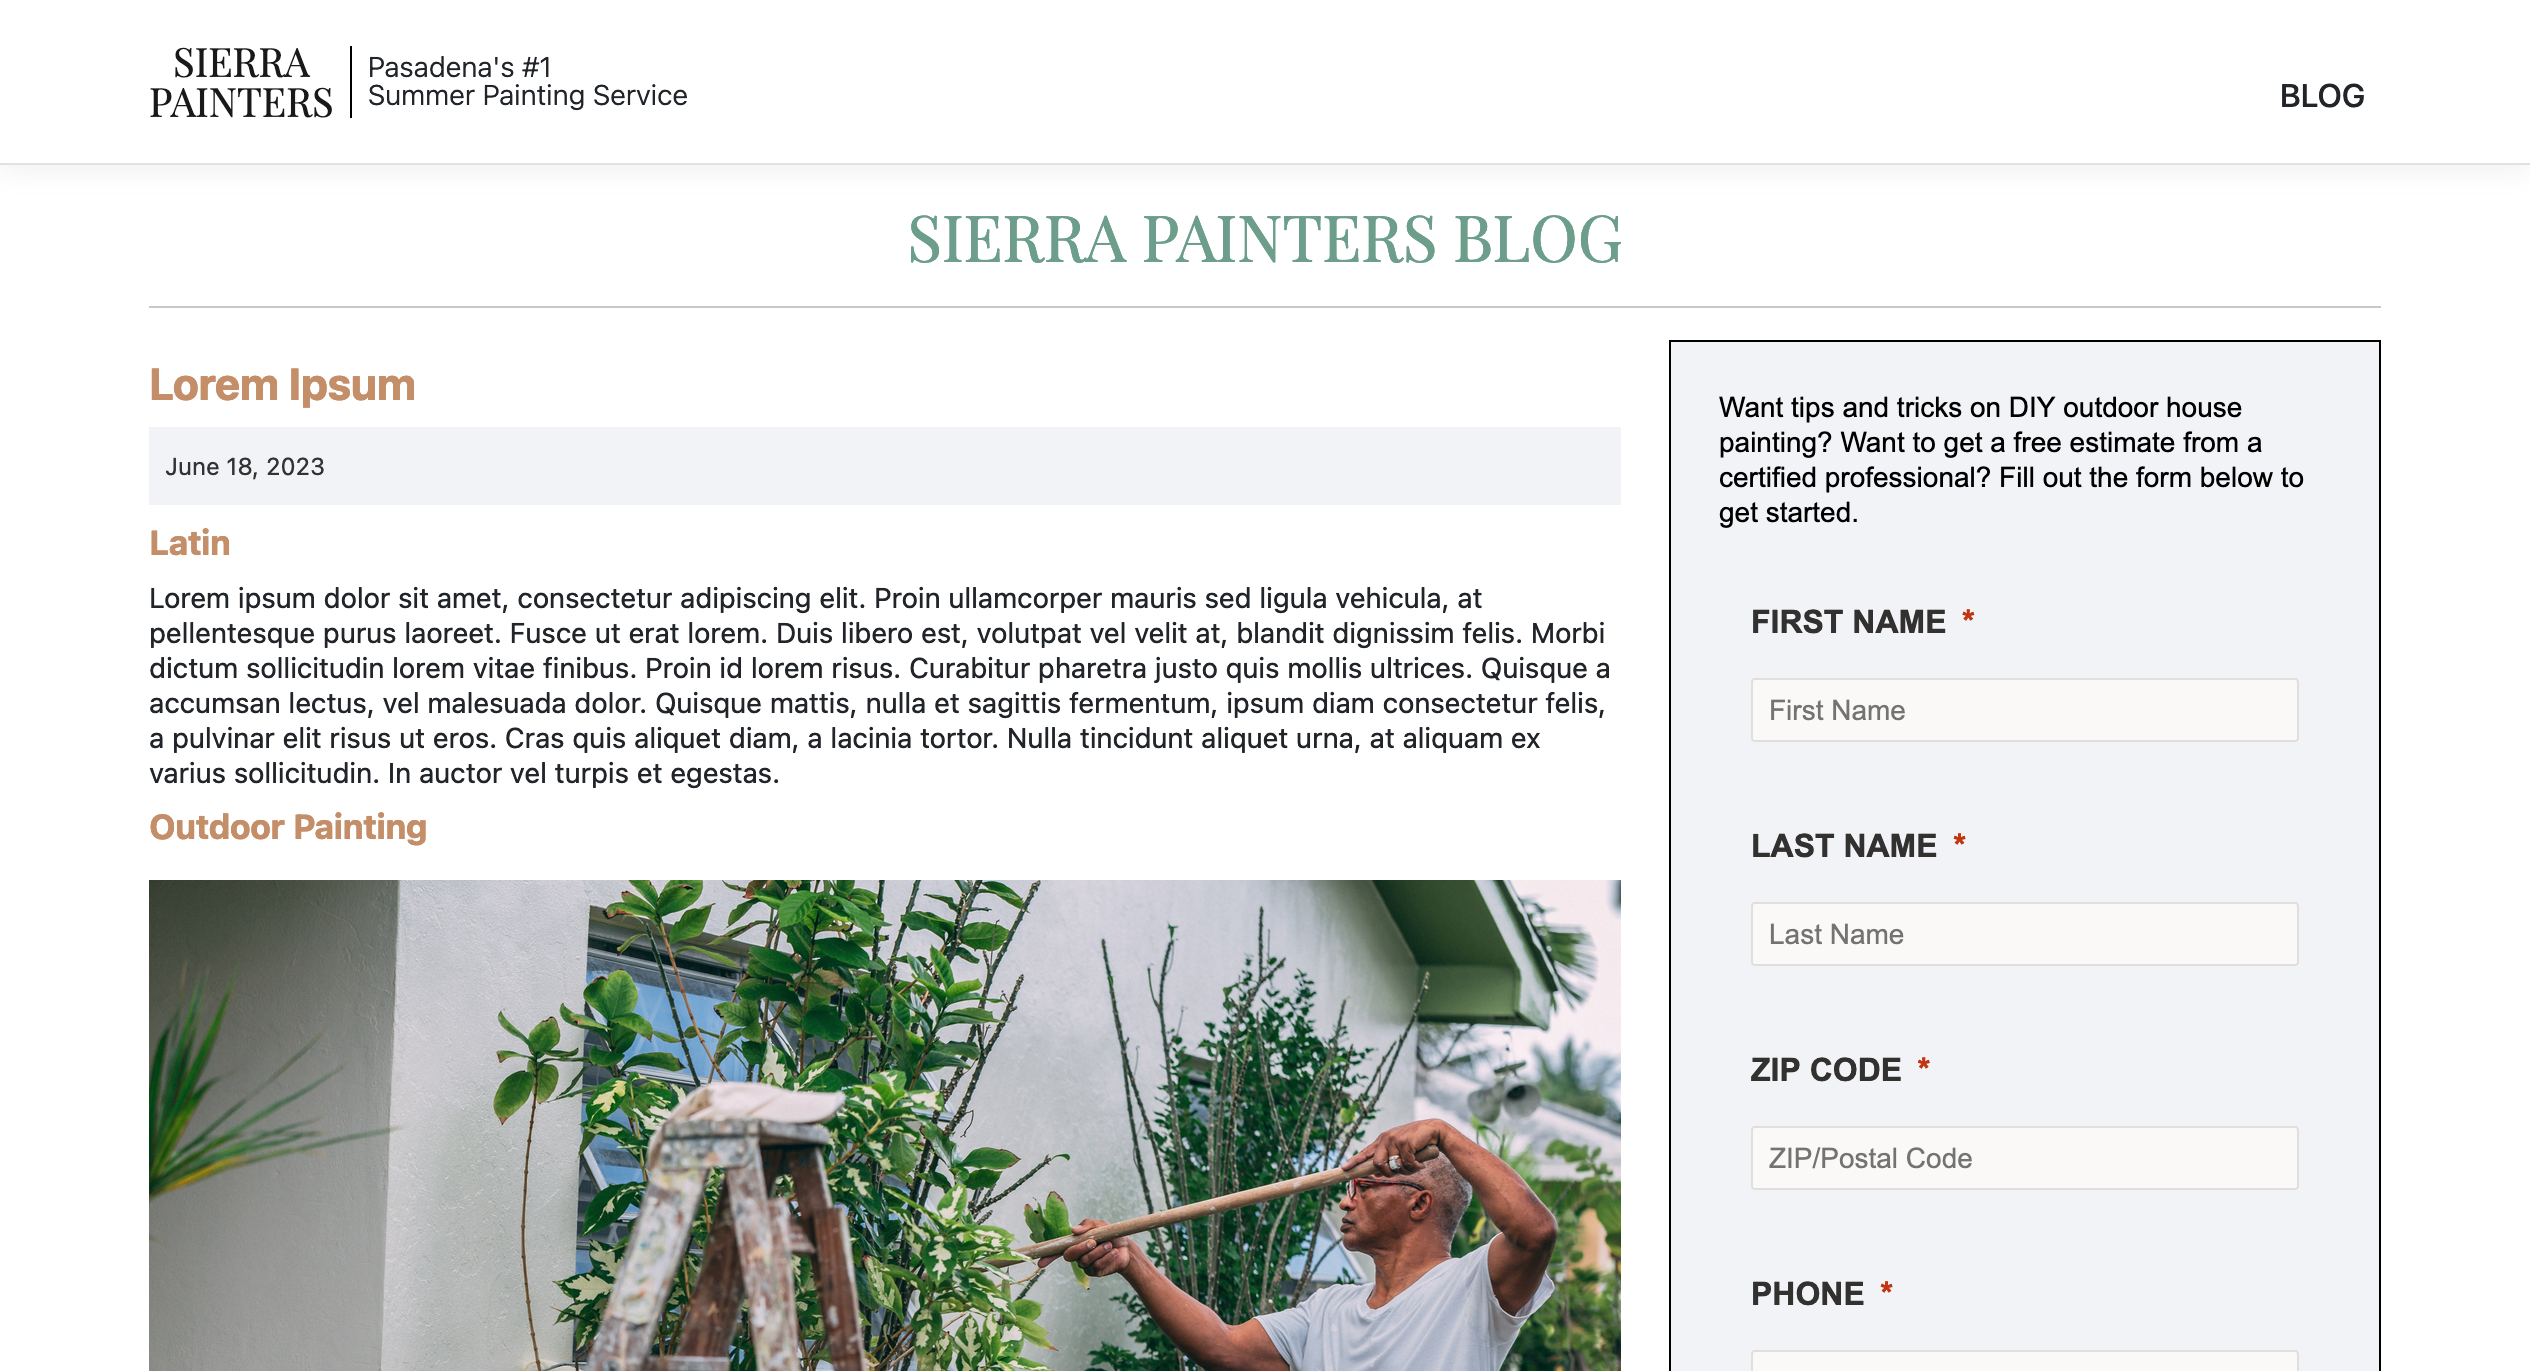 SIERRA
PAINTERS
Pasadena's #1
Summer Painting Service
BLOG
SIERRA PAINTERS BLOG
Lorem Ipsum
June 18, 2023
Latin
Lorem ipsum dolor sit amet, consectetur adipiscing elit. Proin ullamcorper mauris sed ligula vehicula, at
pellentesque purus laoreet. Fusce ut erat lorem. Duis libero est, volutpat vel velit at, blandit dignissim felis. Morbi
dictum sollicitudin lorem vitae finibus. Proin id lorem risus. Curabitur pharetra justo quis mollis ultrices. Quisque a
accumsan lectus, vel malesuada dolor. Quisque mattis, nulla et sagittis fermentum, ipsum diam consectetur felis,
a pulvinar elit risus ut eros. Cras quis aliquet diam, a lacinia tortor. Nulla tincidunt aliquet urna, at aliquam ex
varius sollicitudin. In auctor vel turpis et egestas.
Outdoor Painting
Want tips and tricks on DIY outdoor house
painting? Want to get a free estimate from a
certified professional? Fill out the form below to
get started.
FIRST NAME *
First Name
LAST NAME *
Last Name
ZIP CODE *
ZIP/Postal Code
PHONE *